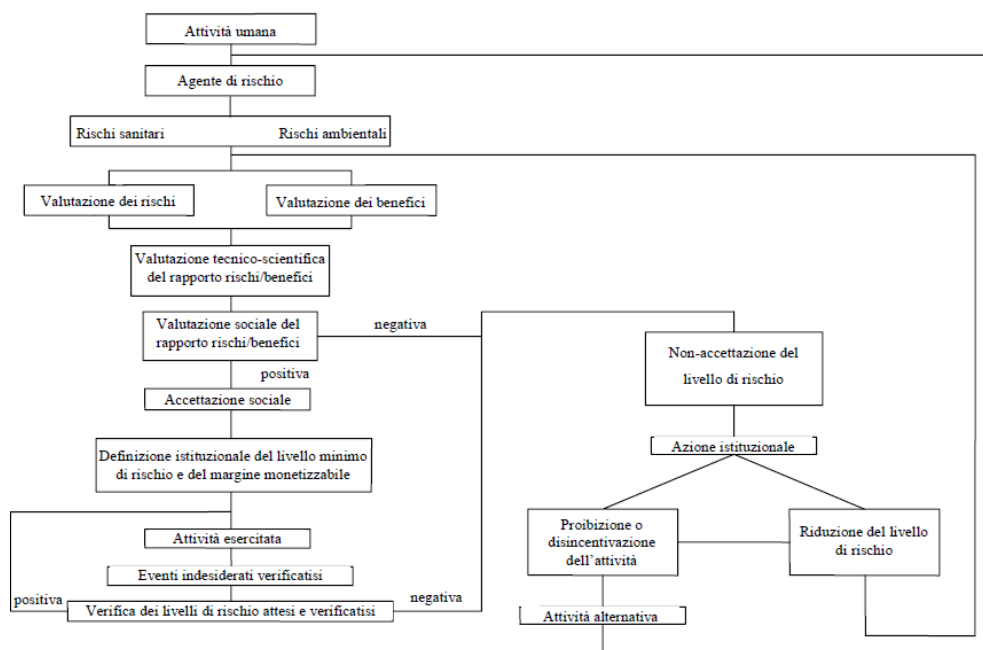 Attività umana
Agente di rischio
Rischi sanitari Rischi ambientali
Valutazione dei rischi
Valutazione dei benefici
Valutazione tecnico-scientifica
del rapporto rischi/benefici
Valutazione sociale del
rapporto rischi/benefici
negativa
positiva
Accettazione sociale
Definizione istituzionale del livello minimo
di rischio e del margine monetizzabile
Attività esercitata
Eventi indesiderati verificatisi
positiva
Verifica dei livelli di rischio attesi e verificatisi
negativa
Non-accettazione del
livello di rischio
Azione istituzionale
Proibizione o
disincentivazione
dell’attività
Riduzione del livello
di rischio
Attività alternativa